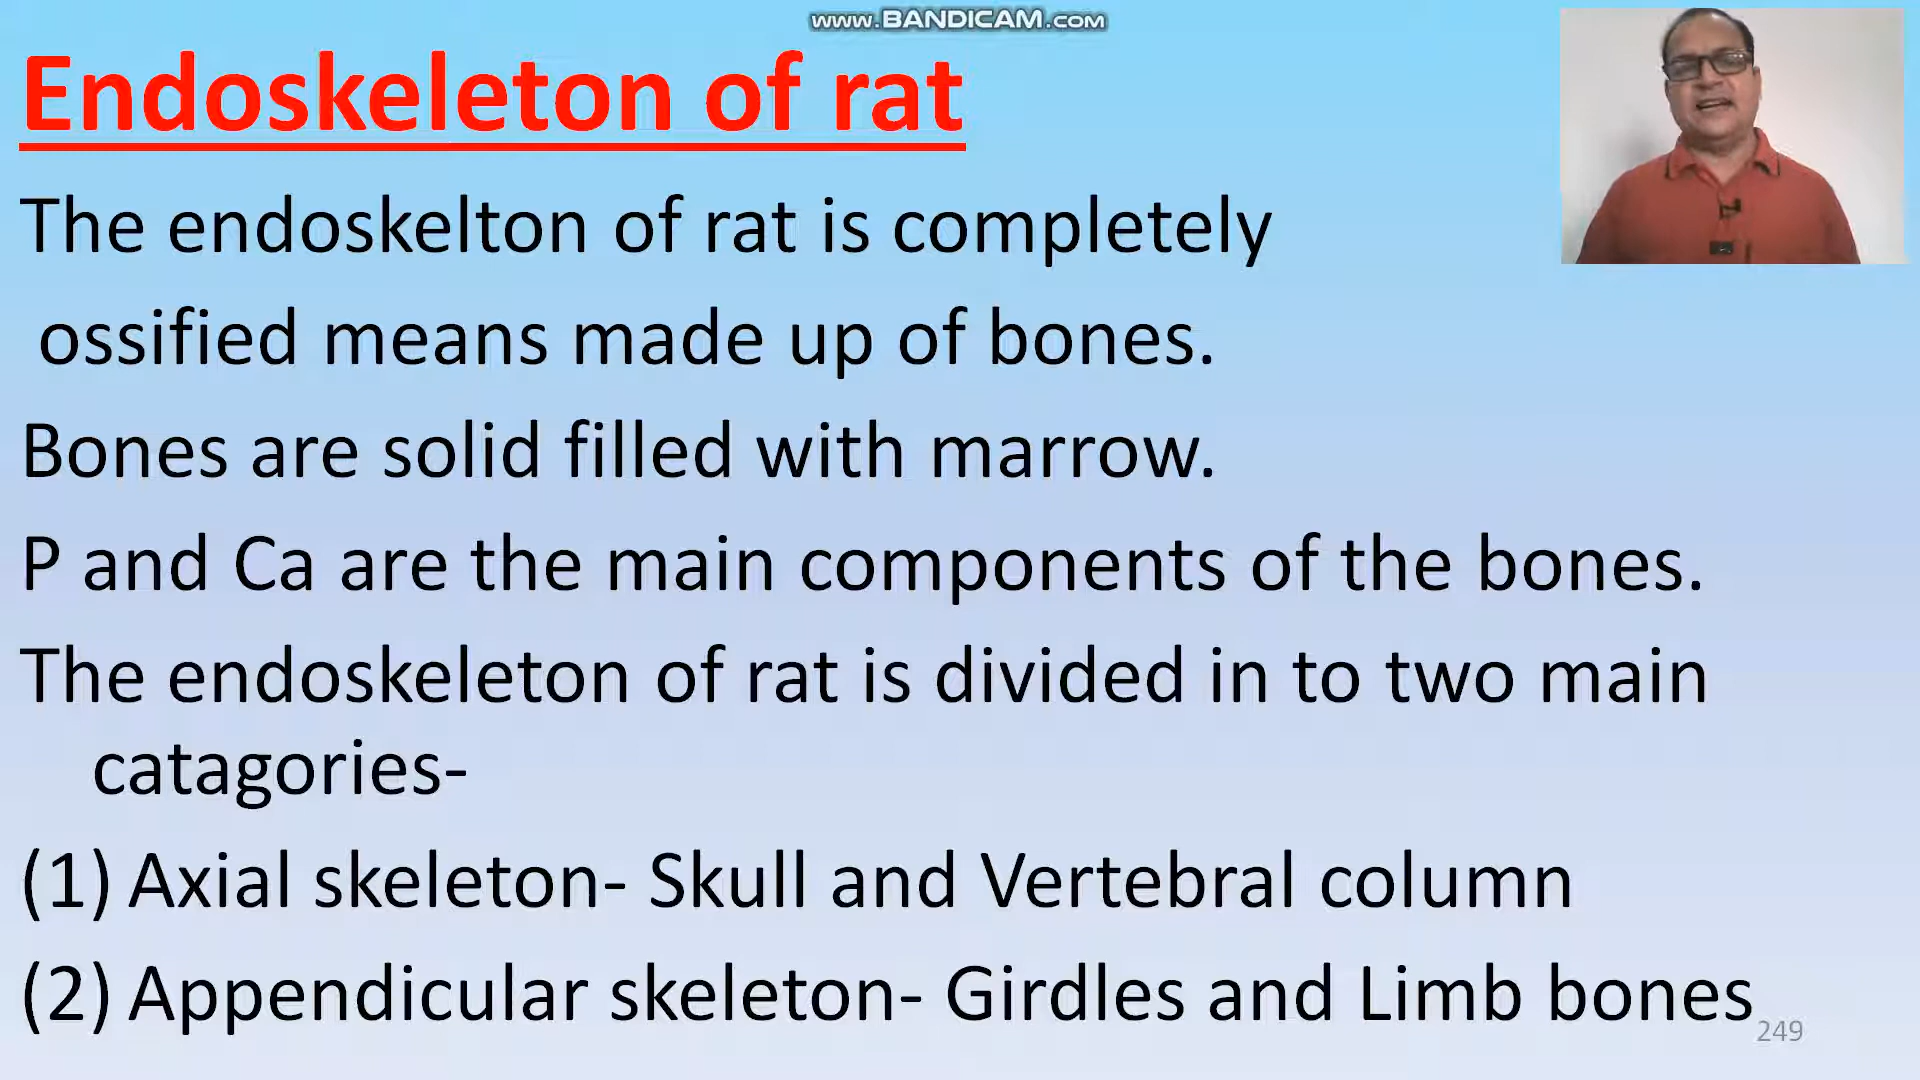 www.BANDICAM.com
Endoskeleton of rat
The endoskelton of rat is completely
ossified means made up of bones.
Bones are solid filled with marrow.
P and Ca are the main components of the bones.
The endoskeleton of rat is divided in to two main
catagories-
(1) Axial skeleton- Skull and Vertebral column
(2) Appendicular skeleton- Girdles and Limb bones
249